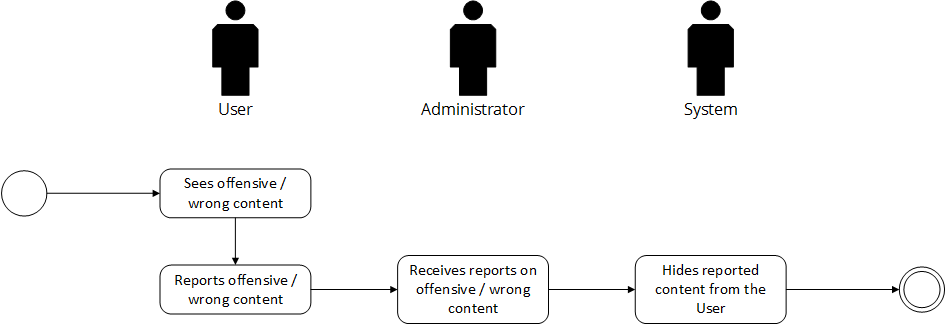 User
Administrator
System
Sees offensive /
wrong content
Reports offensive /
wrong content
Receives reports on
offensive / wrong
content
Hides reported
content from the
User